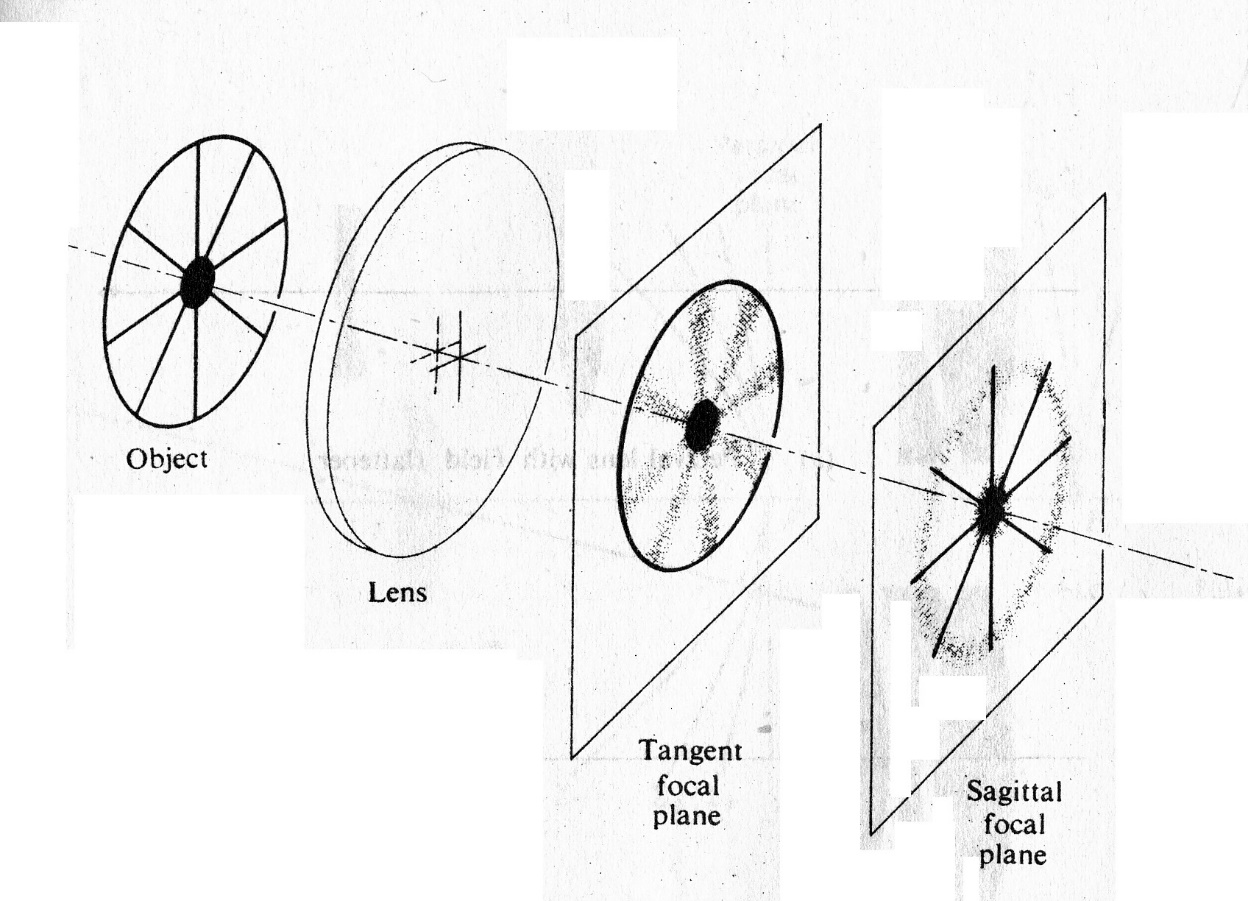 Object
Lens
Tangent
focal
plane
Sagittal
focal
plane